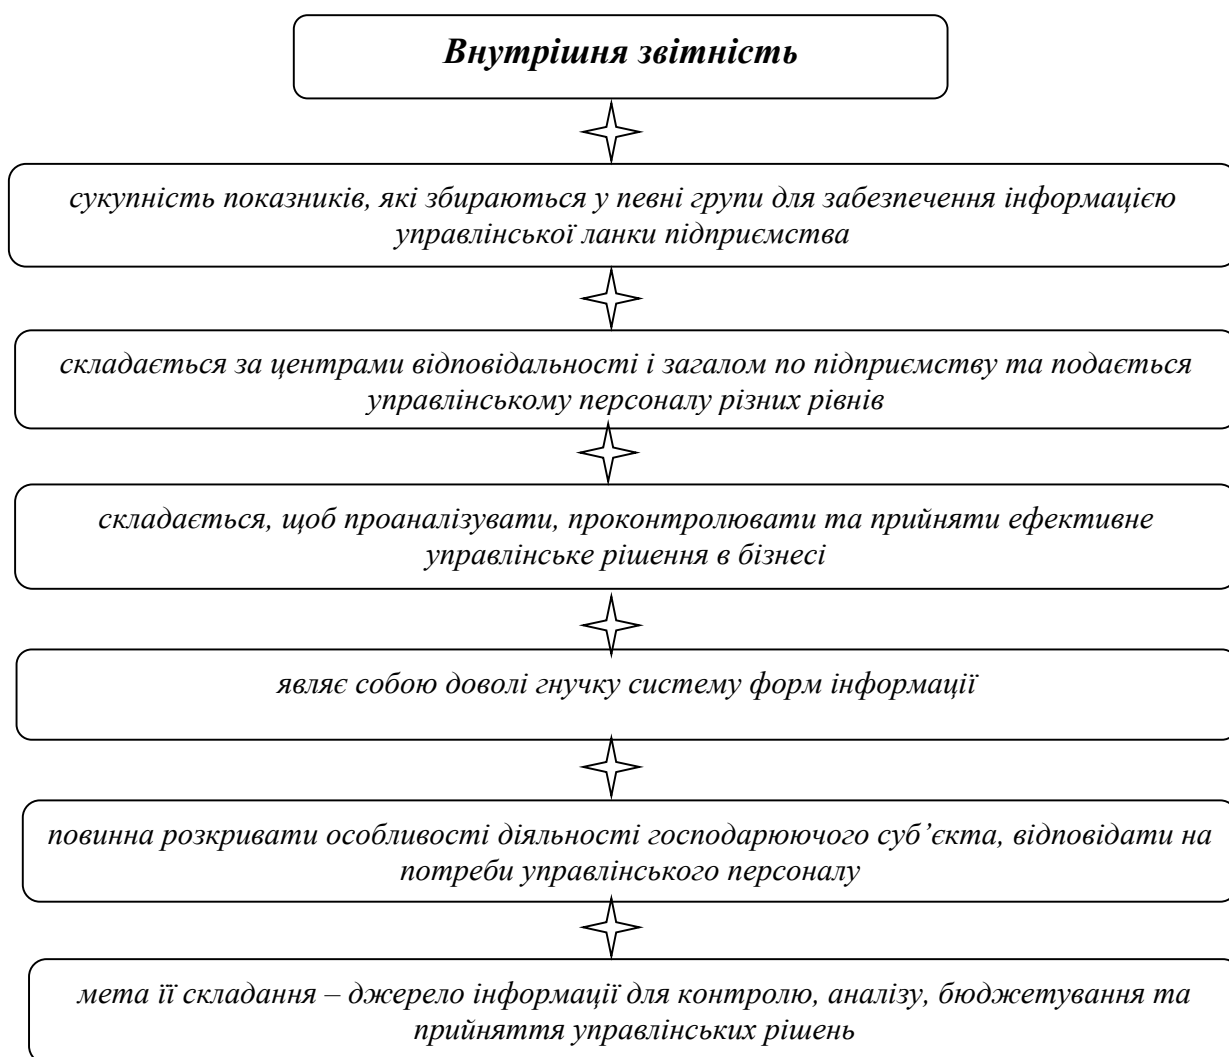 Внутрішня звітність
сукупність показників, які збираються у певні групи для забезпечення інформацією
управлінської ланки підприємства
складається за центрами відповідальності і загалом по підприємству та подається
управлінському персоналу різних рівнів
складається, щоб проаналізувати, проконтролювати та прийняти ефективне
управлінське рішення в бізнесі
являє собою доволі гнучку систему форм інформації
повинна розкривати особливості діяльності господарюючого суб’єкта, відповідати на
потреби управлінського персоналу
мета її складання – джерело інформації для контролю, аналізу, бюджетування та
прийняття управлінських рішень